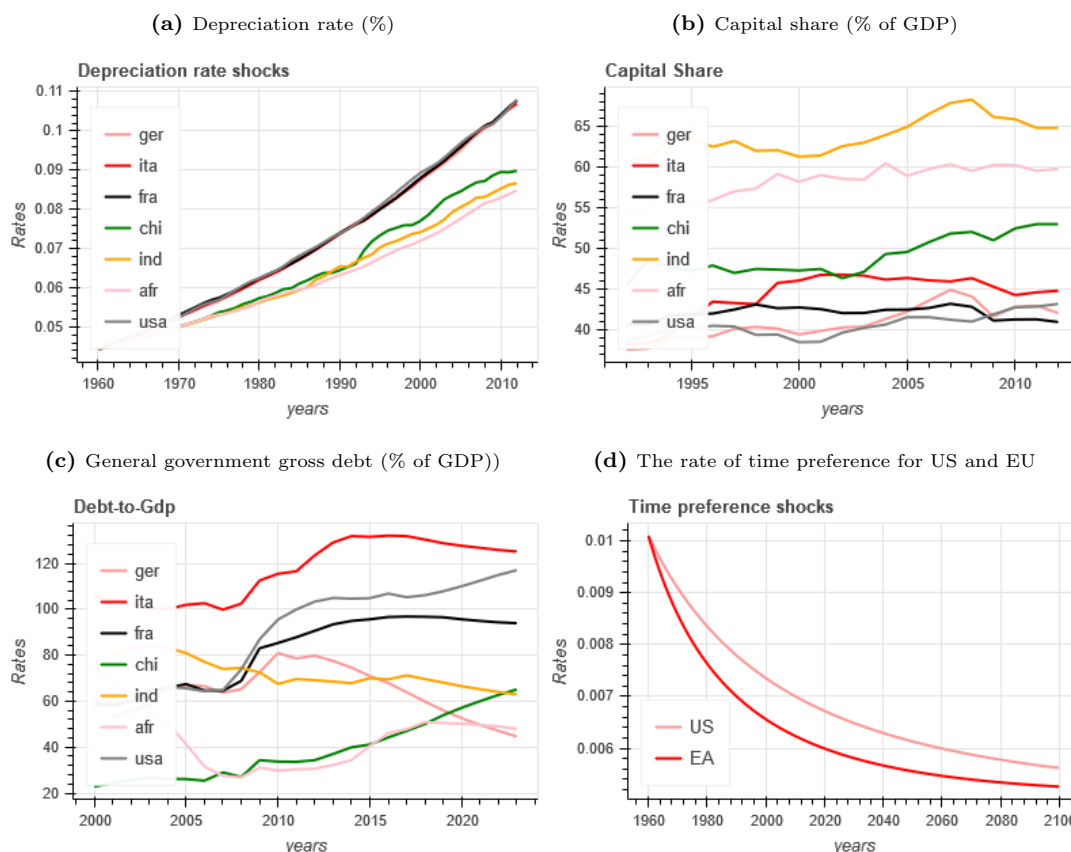 (a) Depreciation rate (%)
(b) Capital share (% of GDP)
Depreciation rate shocks
0.11
0.1
0.09
0.08
0.07
0.06
0.05
Rates
ger
ita
fra
chi
ind
afr
usa
1960
1970
1980
1990
2000
2010
years
Capital Share
65
60
55
50
45
40
Rates
ger
ita
fra
chi
ind
afr
usa
1995
2000
2005
2010
years
(c) General government gross debt (% of GDP))
(d) The rate of time preference for US and EU
Debt-to-Gdp
120
100
80
60
40
20
Rates
ger
ita
fra
chi
ind
afr
usa
2000
2005
2010
2015
2020
years
Time preference shocks
0.01
0.009
0.008
0.007
0.006
Rates
US
EA
1960
1980
2000
2020
2040
2060
2080
2100
years